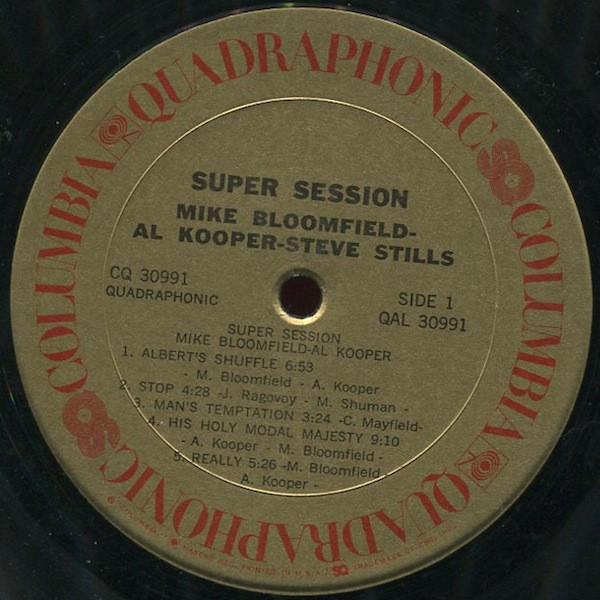 COLUMBIA QUADRAPHONIC SQ COLUMBIA QUADRAPHONIC SQ
SUPER SESSION
MIKE BLOOMFIELD-
AL KOOPER-STEVE STILLS
CQ 30991
QUADRAPHONIC
SIDE 1
QAL 30991
SUPER SESSION
MIKE BLOOMFIELD-AL KOOPER
1. ALBERT'S SHUFFLE 6:53
- M. Bloomfield - A. Kooper
2. STOP 4:28 -J. Ragovoy - M. Shuman -
3. MAN'S TEMPTATION 3:24 -C. Mayfield-
4. HIS HOLY MODAL MAJESTY 9:10
- A. Kooper - M. Bloomfield -
5. REALLY 5:26 -M. Bloomfield
A. Kooper -
SQ